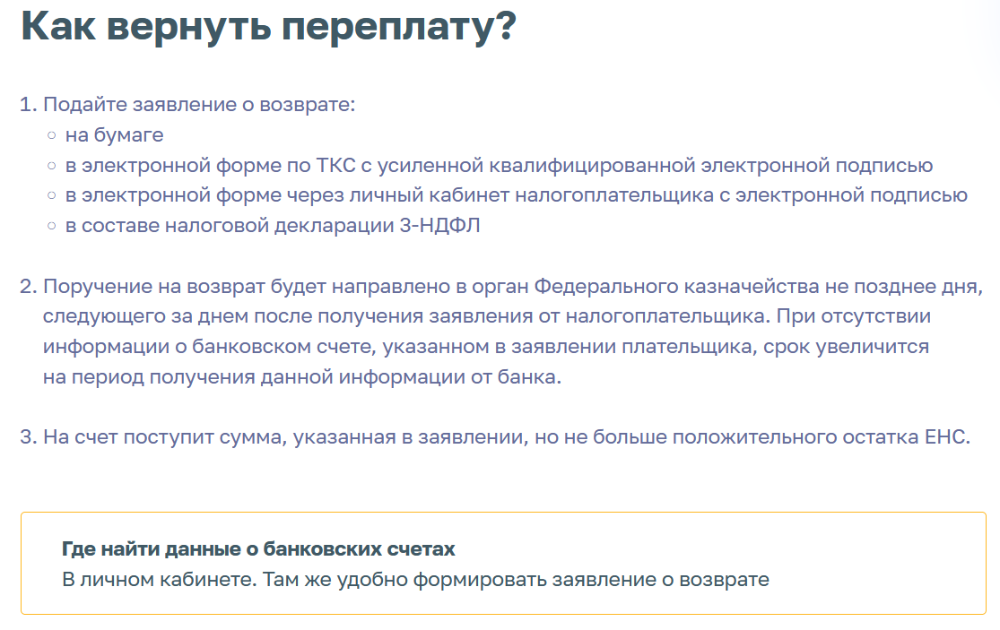 Как вернуть переплату?
1. Подайте заявление о возврате:
○ на бумаге
○ в электронной форме по ТКС с усиленной квалифицированной электронной подписью
○ в электронной форме через личный кабинет налогоплательщика с электронной подписью
○ в составе налоговой декларации 3-НДФЛ
2. Поручение на возврат будет направлено в орган Федерального казначейства не позднее дня,
следующего за днем после получения заявления от налогоплательщика. При отсутствии
информации о банковском счете, указанном в заявлении плательщика, срок увеличится
на период получения данной информации от банка.
3. На счет поступит сумма, указанная в заявлении, но не больше положительного остатка ЕНС.
Где найти данные о банковских счетах
В личном кабинете. Там же удобно формировать заявление о возврате